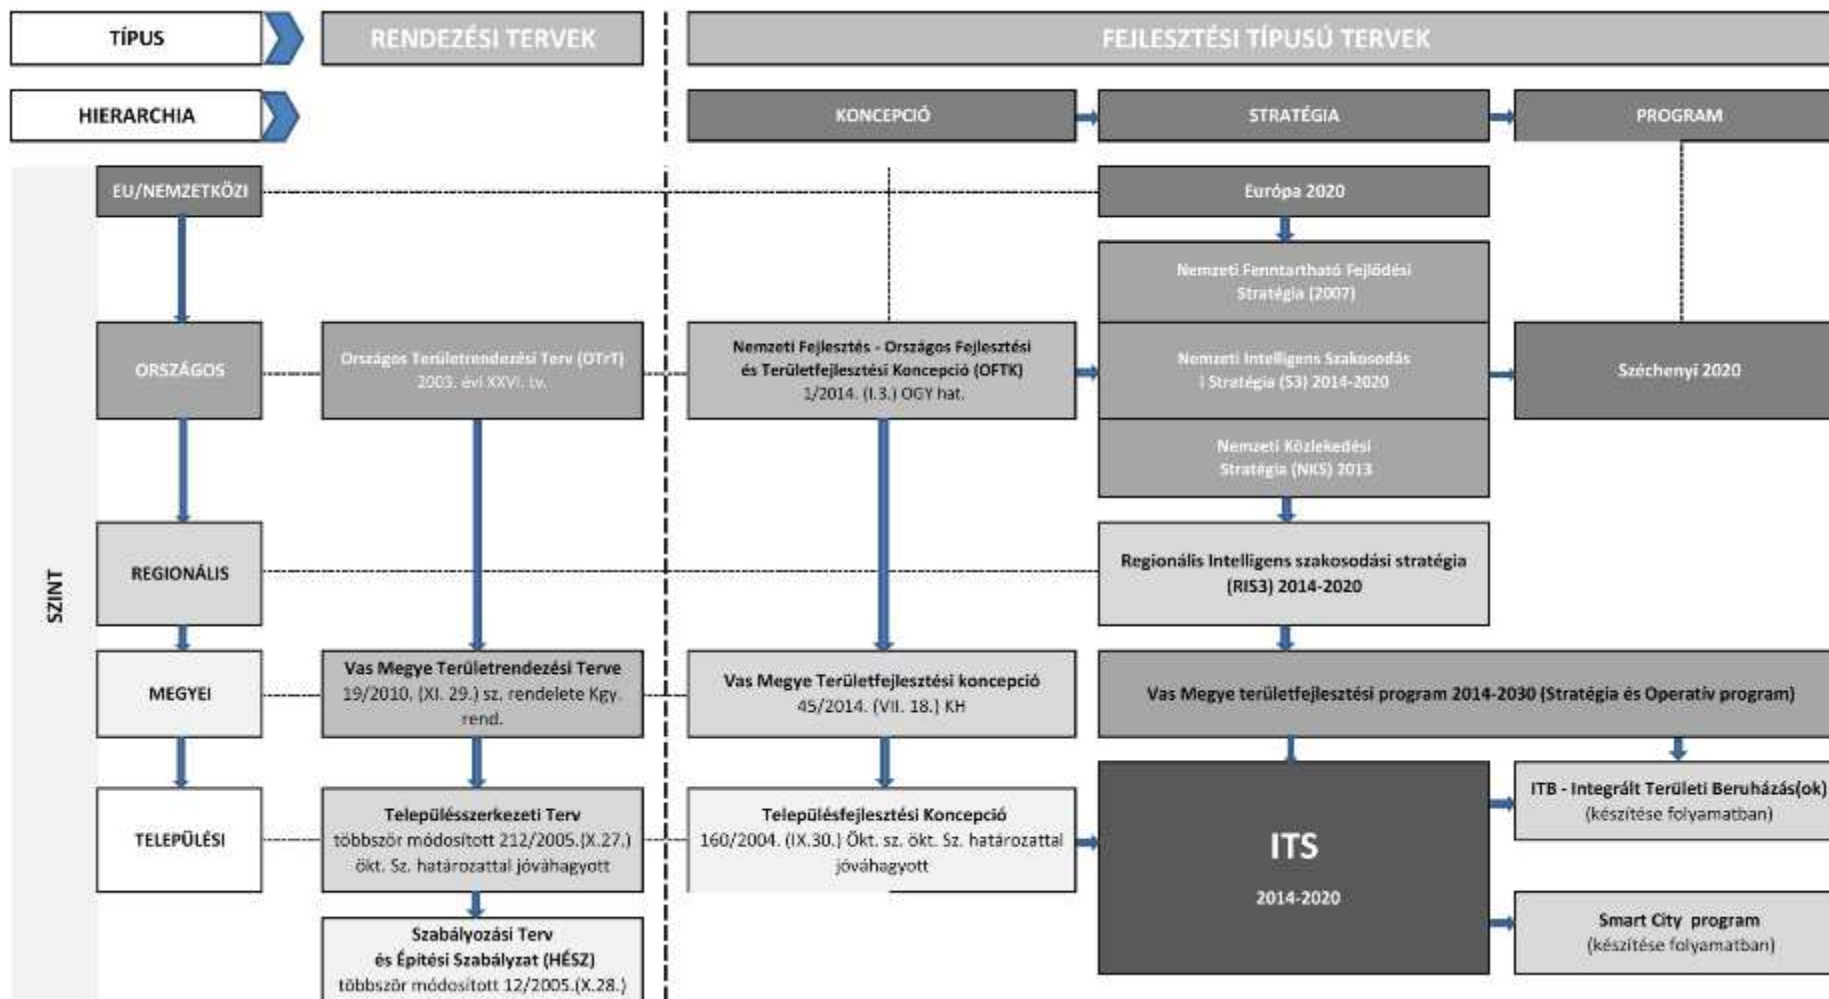 TÍPUS
RENDEZÉSI TERVEK
FEJLESZTÉSI TÍPUSÚ TERVEK
HIERARCHIA
KONCEPCIÓ
STRATÉGIA
PROGRAM
SZINT
EU/NEMZETKÖZI
Európa 2020
Nemzeti Fenntartható Fejlődési
Stratégia (2007)
ORSZÁGOS
Országos Területrendezési Terv (OTrT)
2003. évi XXVI. tv.
Nemzeti Fejlesztés - Országos Fejlesztési
és Területfejlesztési Koncepció (OFTK)
1/2014. (I.3.) OGY hat.
Nemzeti Intelligens Szakosodás
i Stratégia (S3) 2014-2020
Széchenyi 2020
Nemzeti Közlekedési
Stratégia (NKS) 2013
REGIONÁLIS
Regionális Intelligens szakosodási stratégia
(RIS3) 2014-2020
MEGYEI
Vas Megye Területrendezési Terve
19/2010. (XI. 29.) sz. rendelete Kgy.
rend.
Vas Megye Területfejlesztési koncepció
45/2014. (VII. 18.) KH
Vas Megye területfejlesztési program 2014-2030 (Stratégia és Operatív program)
TELEPÜLÉSI
Településszerkezeti Terv
többször módosított 212/2005.(X.27.)
ökt. Sz. határozattal jóváhagyott
Településfejlesztési Koncepció
160/2004. (IX.30.) Ökt. sz. ökt. Sz. határozattal
jóváhagyott
ITS
2014-2020
ITB - Integrált Területi Beruházás(ok)
(készítése folyamatban)
Smart City program
(készítése folyamatban)
Szabályozási Terv
és Építési Szabályzat (HÉSZ)
többször módosított 12/2005.(X.28.)